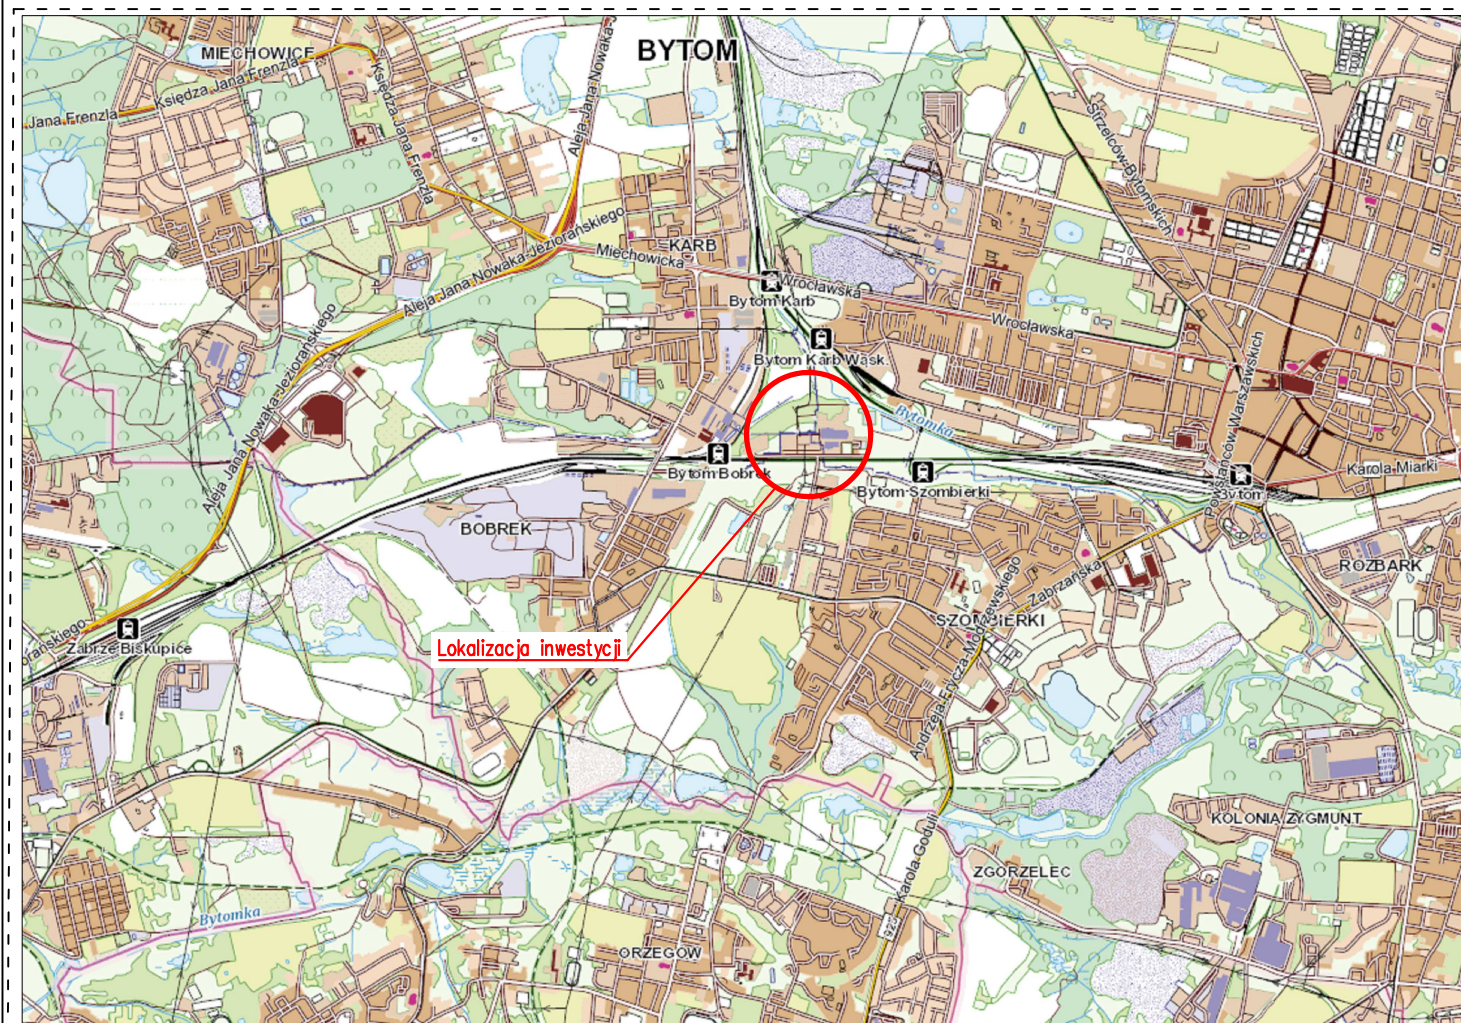 BYTOM
MIECHOWICE
Księdza Jana Frenzla
Jana Frenzla
Księdza Jana Frenzla
Aleja Jana Nowaka-J
Strzelców Bytomskich
Aleja Jana Nowaka-Jeziorańskiego
KARB
Miechowicka
Wrocławska
Bytom Karb
Wrocławska
Bytom Karb Wąsk.
Aleja Jana Nowaka-Jeziorańskiego
Bytomka
Powstańców Warszawskich
Bytom Bobrek
Bytom Szombierki
Karola Miarki
Bytom
BOBREK
ROZBARK
Zabrzańska
SZOMBIERKI
Lokalizacja inwestycji
orańskiego
Zabrze Biskupice
Andrzeja Frycza-Modrzewskiego
KOLONIA ZYGMUNT
Karola Goduli
ZGORZELEC
Bytomka
925
ORZEGÓW